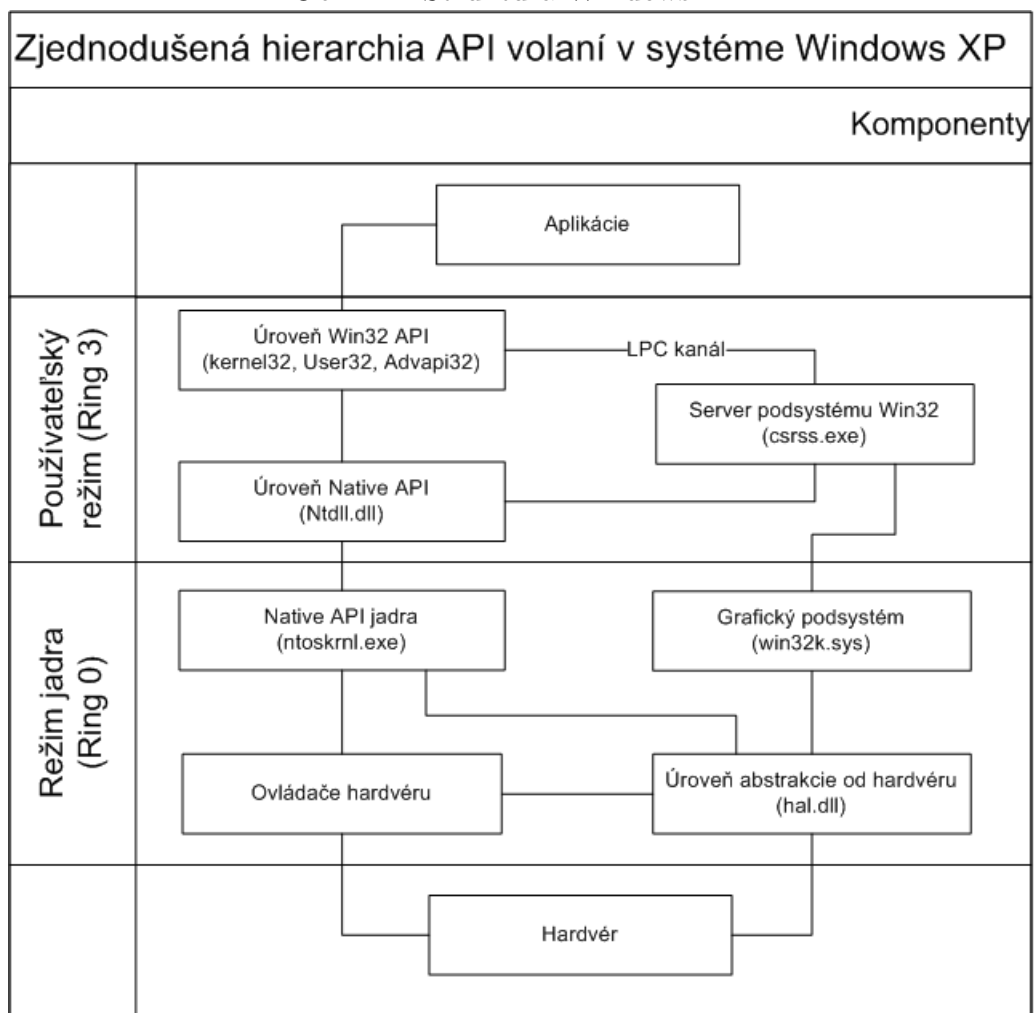 Zjednodušená hierarchia API volaní v systéme Windows XP
Komponenty
Aplikácie
Používateľský
režim (Ring 3)
Úroveň Win32 API
(kernel32, User32, Advapi32)
LPC kanál
Server podsystému Win32
(csrss.exe)
Úroveň Native API
(Ntdll.dll)
Režim jadra
(Ring 0)
Native API jadra
(ntoskrnl.exe)
Grafický podsystém
(win32k.sys)
Ovládače hardvéru
Úroveň abstrakcie od hardvéru
(hal.dll)
Hardvér